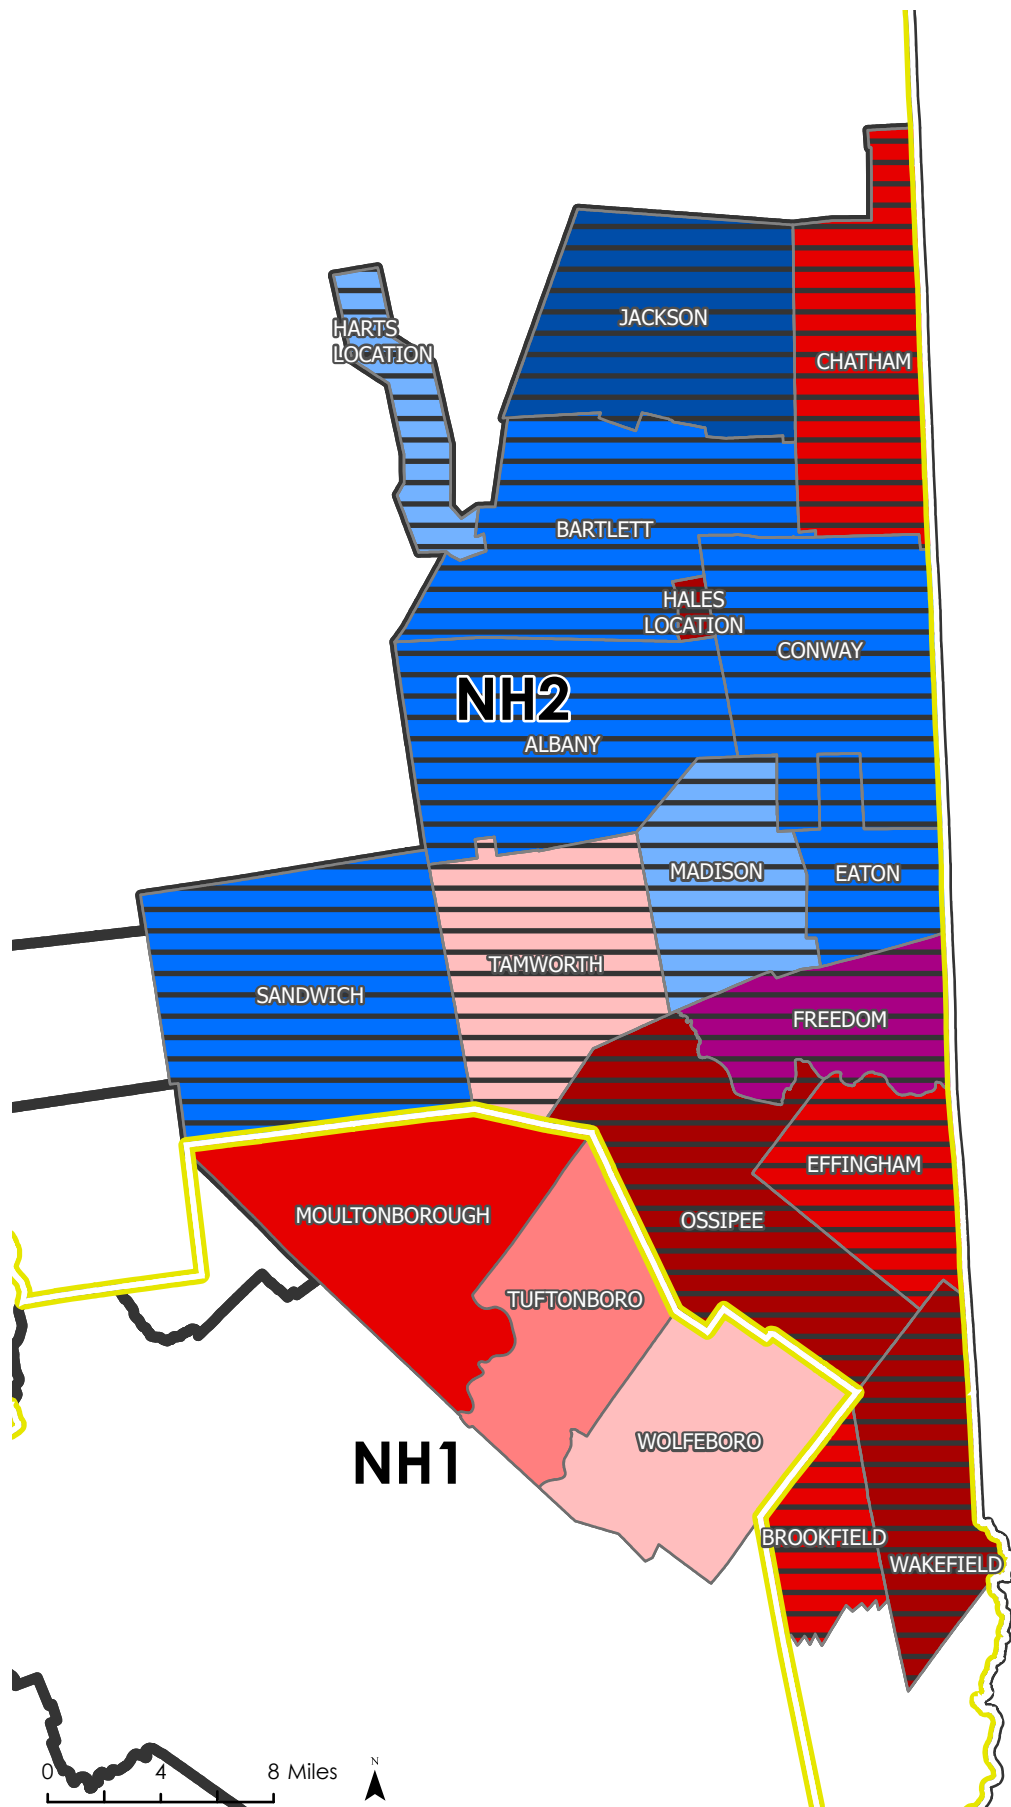 JACKSON
HARTS
LOCATION
CHATHAM
BARTLETT
HALES
LOCATION
CONWAY
NH2
ALBANY
MADISON
EATON
TAMWORTH
SANDWICH
FREEDOM
EFFINGHAM
MOULTONBOROUGH
OSSIPEE
TUFTONBORO
WOLFEBORO
NH1
BROOKFIELD
WAKEFIELD
0 4 8 Miles
N